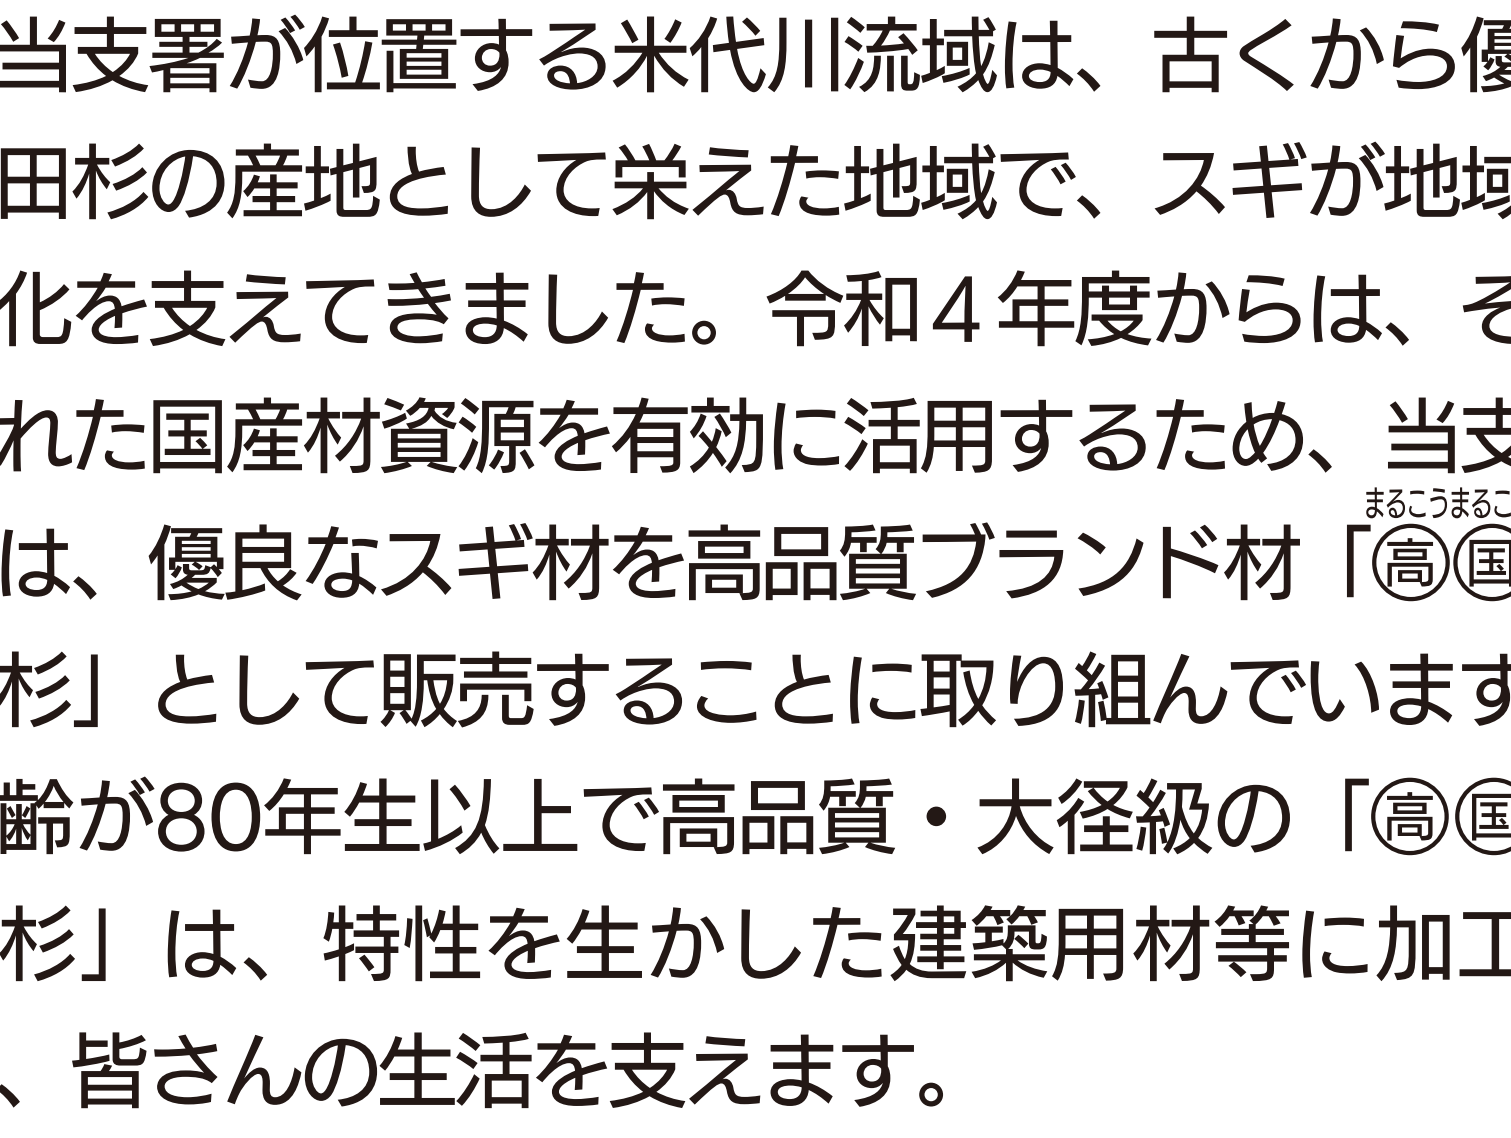 当支署が位置する米代川流域は、古くから優
田杉の産地として栄えた地域で、スギが地域
化を支えてきました。令和４年度からは、そ
れた国産材資源を有効に活用するため、当支
まるこうまるこ
は、優良なスギ材を高品質ブランド材「㊤国
杉」として販売することに取り組んでいます
齢が80年生以上で高品質・大径級の「高国
杉」は、特性を生かした建築用材等に加工
、皆さんの生活を支えます。